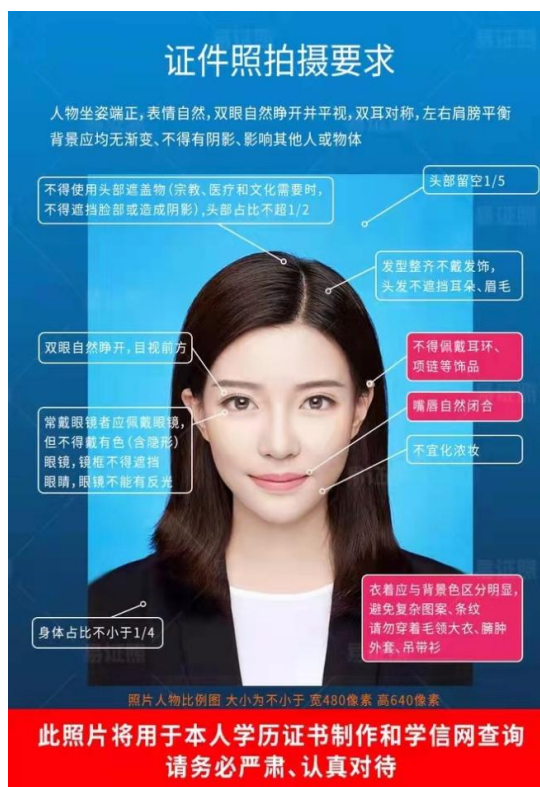 证件照拍摄要求
人物坐姿端正,表情自然,双眼自然睁开并平视,双耳对称,左右肩膀平衡
背景应均无渐变、不得有阴影、影响其他人或物体
不得使用头部遮盖物(宗教、医疗和文化需要时,
不得遮挡脸部或造成阴影),头部占比不超1/2
头部留空1/5
发型整齐不戴发饰,
头发不遮挡耳朵、眉毛
双眼自然睁开,目视前方
不得佩戴耳环、
项链等饰品
嘴唇自然闭合
常戴眼镜者应佩戴眼镜,
但不得戴有色(含隐形)
眼镜,镜框不得遮挡
眼睛,眼镜不能有反光
不宜化浓妆
衣着应与背景色区分明显,
避免复杂图案、条纹
请勿穿着毛领大衣、臃肿
外套、吊带衫
身体占比不小于1/4
照片人物比例图 大小为不小于 宽480像素 高640像素
此照片将用于本人学历证书制作和学信网查询
请务必严肃、认真对待